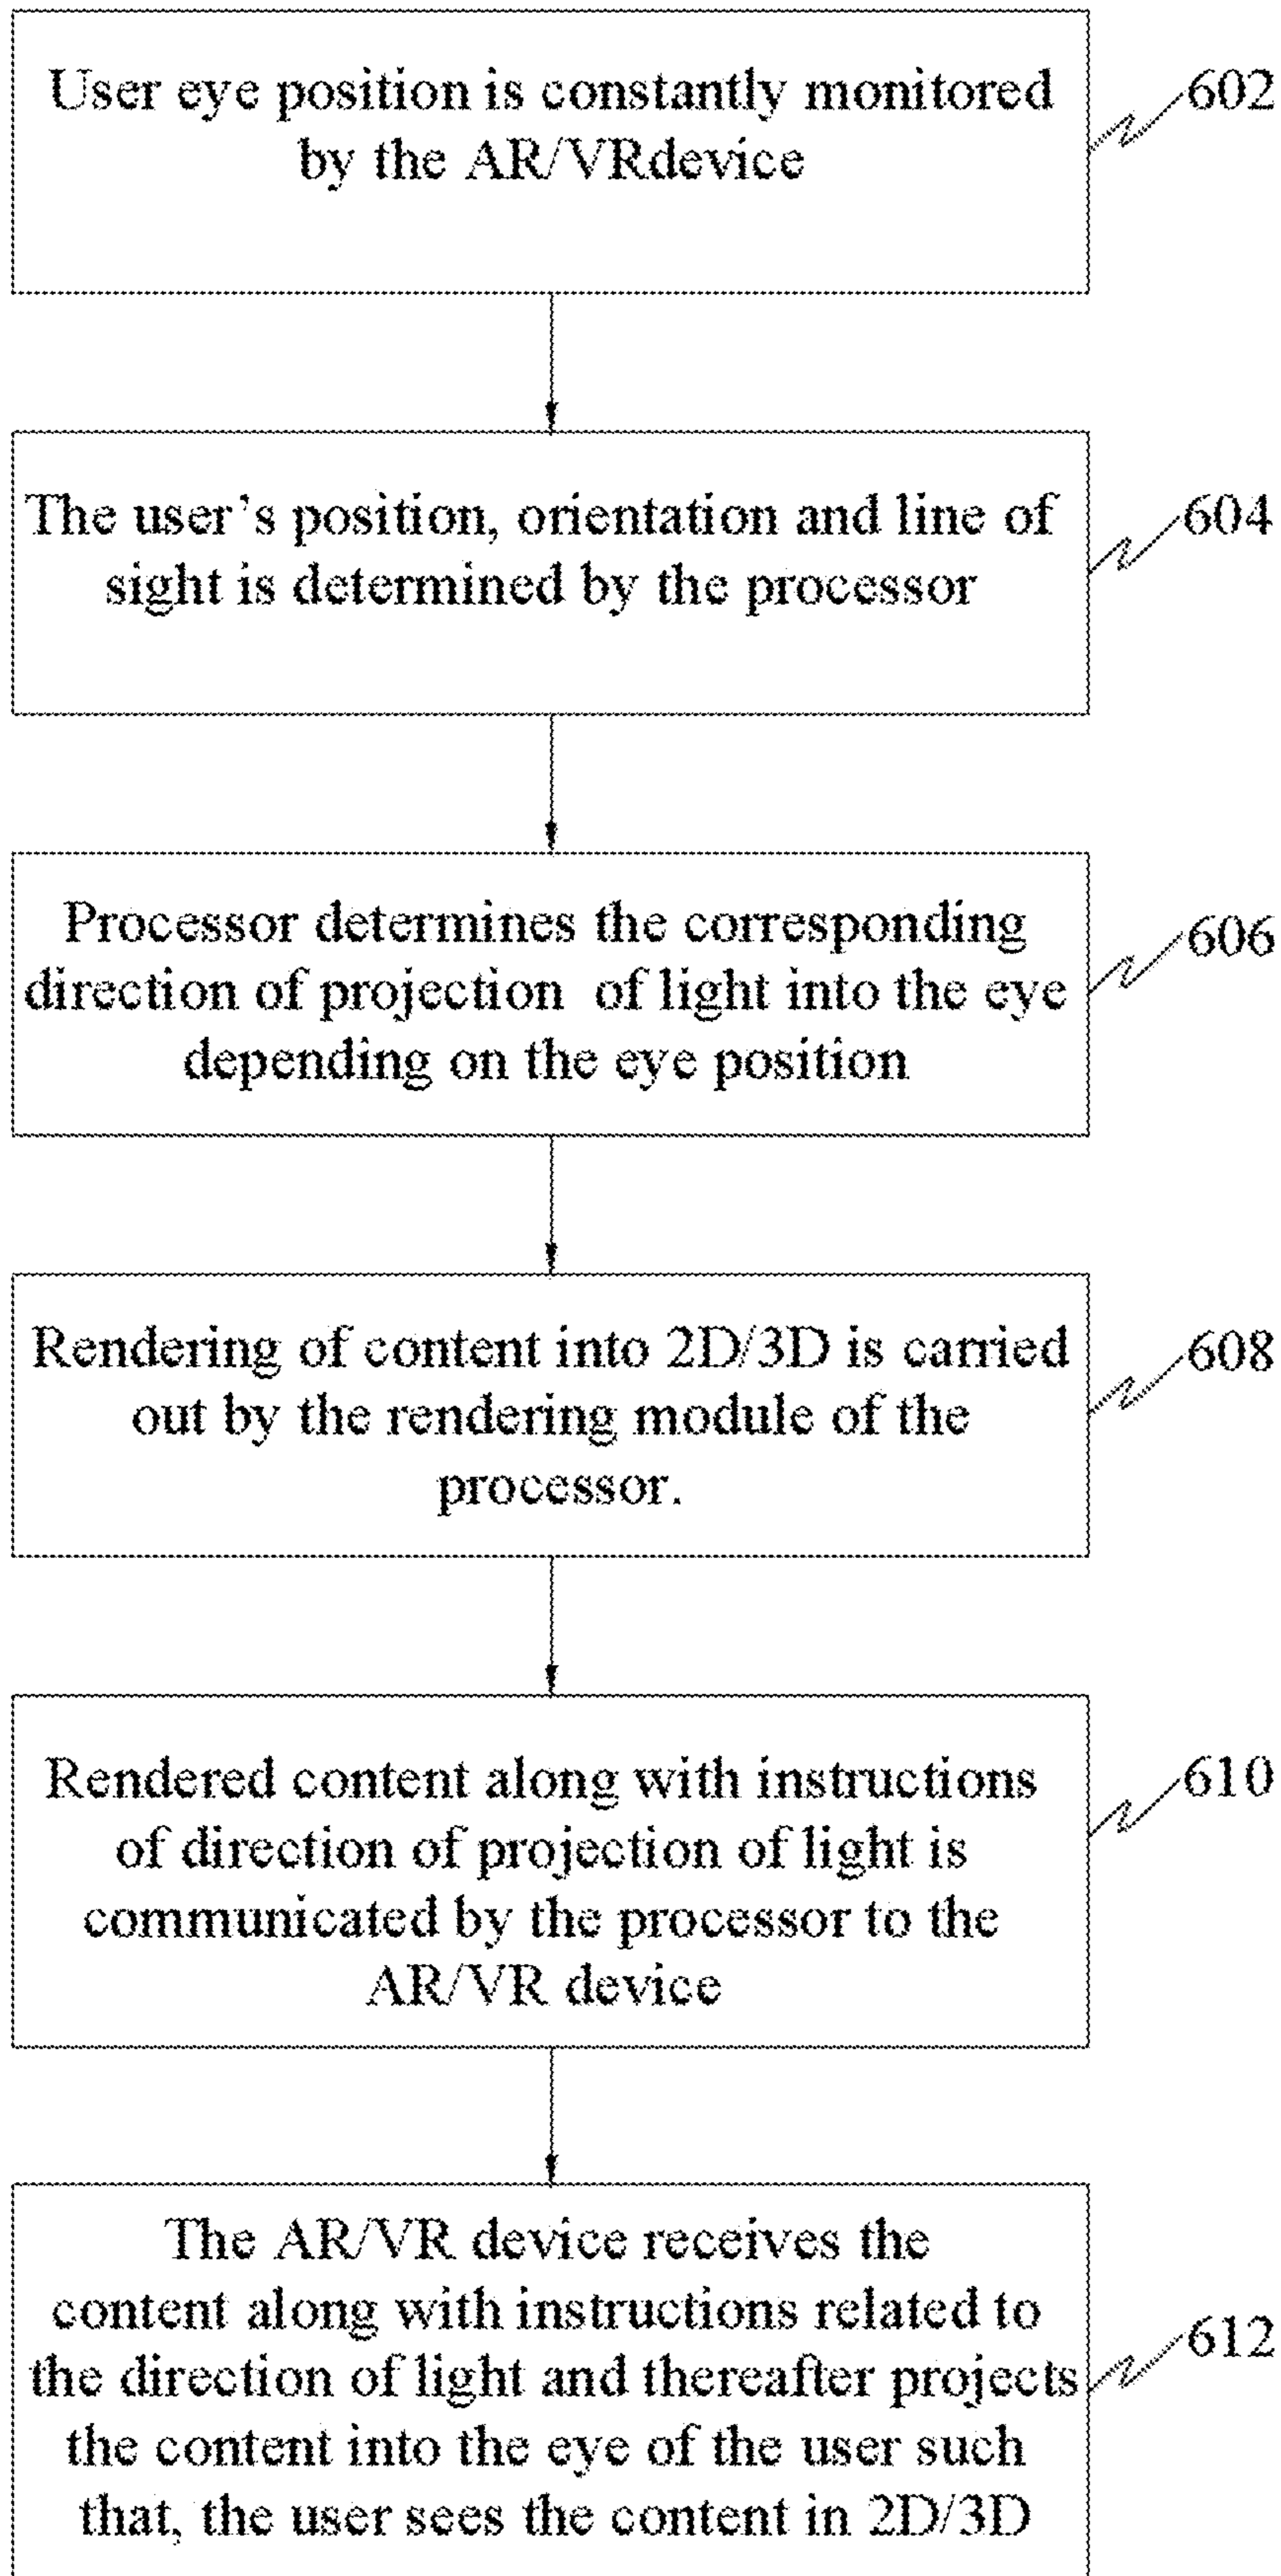 User eye position is constantly monitored
by the AR/VRdevice
602
The user's position, orientation and line of
sight is determined by the processor
604
Processor determines the corresponding
direction of projection of light into the eye
depending on the eye position
606
Rendering of content into 2D/3D is carried
out by the rendering module of the
processor.
608
Rendered content along with instructions
of direction of projection of light is
communicated by the processor to the
AR/VR device
610
The AR/VR device receives the
content along with instructions related to
the direction of light and thereafter projects
the content into the eye of the user such
that, the user sees the content in 2D/3D
612